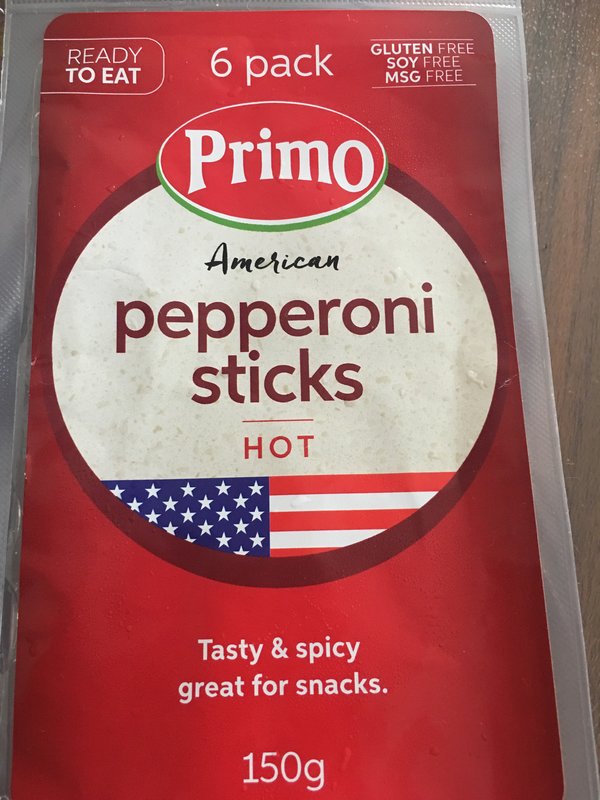 READY
TO EAT
6 pack
GLUTEN FREE
SOY FREE
MSG FREE
Primo
American
pepperoni
sticks
HOT
Tasty & spicy
great for snacks.
150g